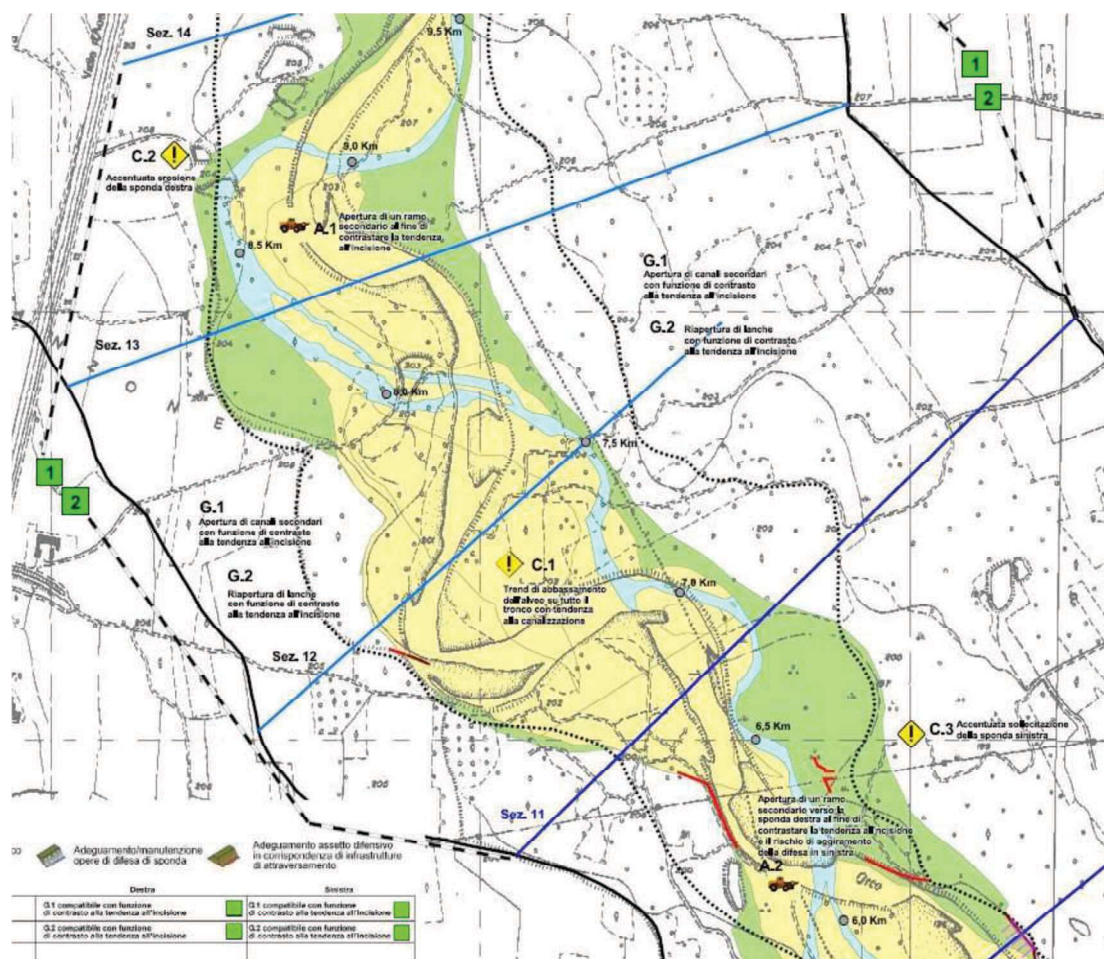 Sez. 14
9,5 Km
1
2
207
C.2
Accentuata erosione
della sponda destra
9,0 Km
207
206
206
A.1
Apertura di un ramo
secondario al fine di
contrastare la tendenza
all'incisione
8.5 Km
G.1
Apertura di canali secondari
con funzione di contrasto
alla tendenza all'incisione
G.2
Riapertura di lanche
con funzione di contrasto
alla tendenza all'incisione
Sez. 13
203
8,0 Km
204
7,5 Km
1
2
G.1
Apertura di canali secondari
con funzione di contrasto
alla tendenza all'incisione
G.2
Riapertura di lanche
con funzione di contrasto
alla tendenza all'incisione
C.1
Trend di abbassamento
dell'alveo su tutto il
tronco con tendenza
alla canalizzazione
7,0 Km
Sez. 12
205
202
200
6,5 Km
C.3
Accentuata sollecitazione
della sponda sinistra
199
205
Sez. 11
Apertura di un ramo
secondario verso la
sponda destra al fine di
contrastare la tendenza all'incisione
e il rischio di aggiramento
della difesa in sinistra
A.2
Orco
6,0 Km
Adeguamento/manutenzione
opere di difesa di sponda
Adeguamento assetto difensivo
in corrispondenza di infrastrutture
di attraversamento
Destra
Sinistra
G.1 compatibile con funzione
di contrasto alla tendenza all'incisione
G.1 compatibile con funzione
di contrasto alla tendenza all'incisione
G.2 compatibile con funzione
di contrasto alla tendenza all'incisione
G.2 compatibile con funzione
di contrasto alla tendenza all'incisione